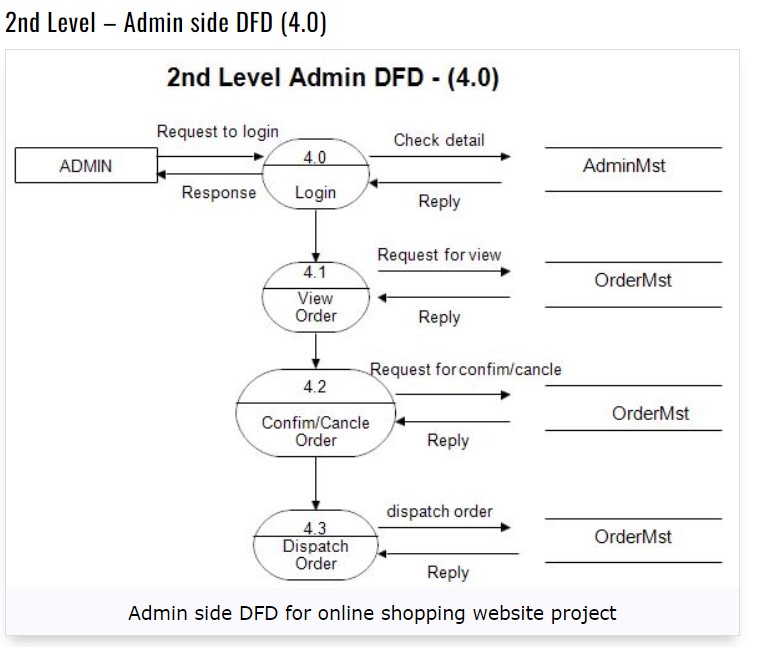 2nd Level – Admin side DFD (4.0)
2nd Level Admin DFD - (4.0)
Request to login
ADMIN
Response
4.0
Login
Check detail
Reply
AdminMst
4.1
View
Order
Request for view
Reply
OrderMst
4.2
Confim/Cancle
Order
Request for confim/cancle
Reply
OrderMst
4.3
Dispatch
Order
dispatch order
Reply
OrderMst
Admin side DFD for online shopping website project